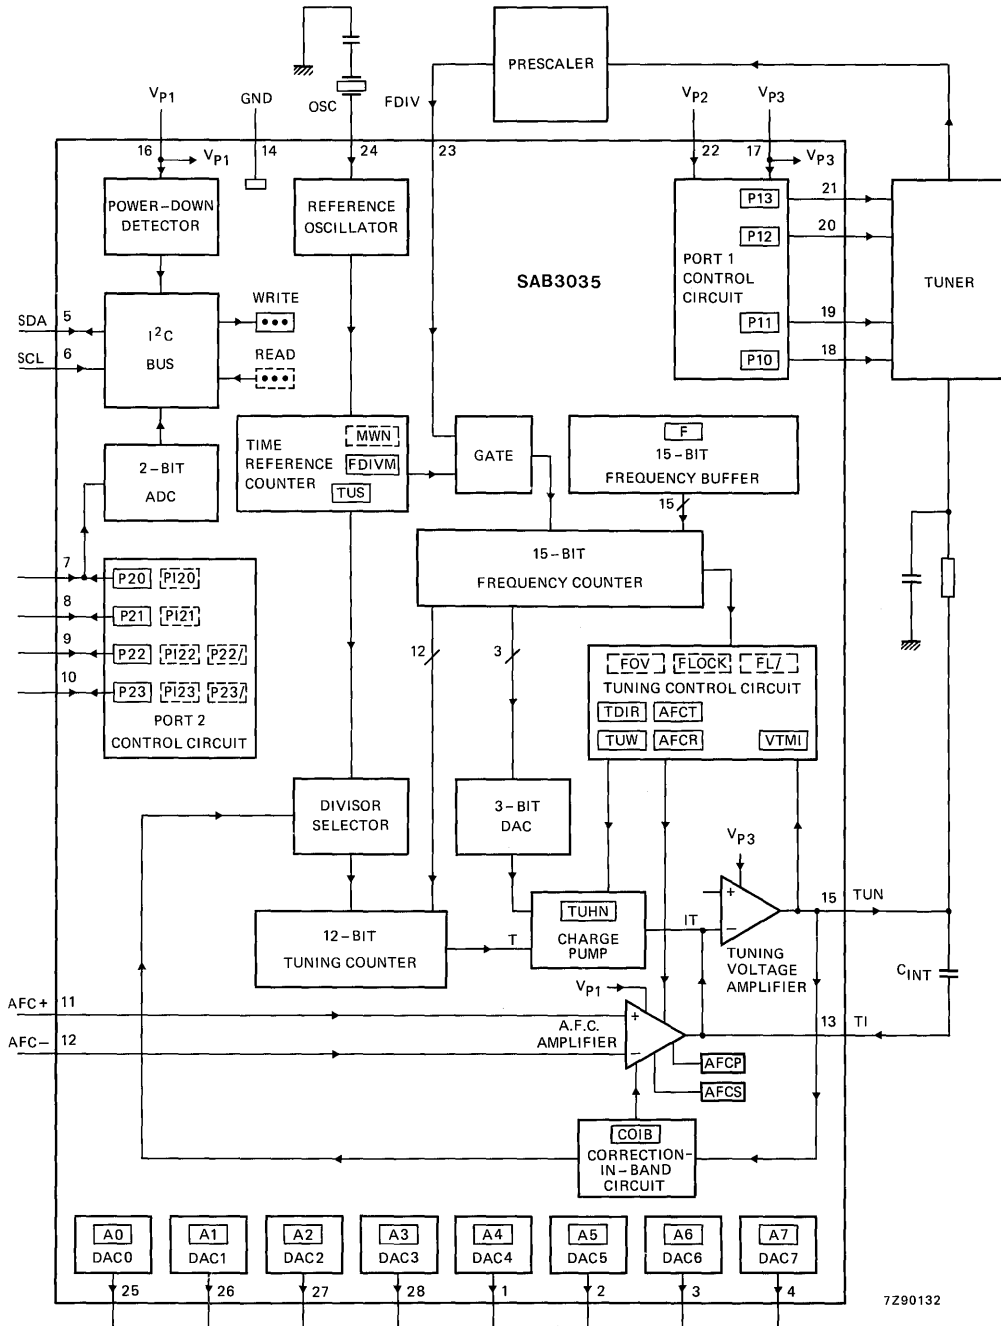 PRESCALER
OSC
FDIV
VP1
GND
VP2
VP3
16
VP1
14
24
23
22
17
VP3
POWER-DOWN
DETECTOR
REFERENCE
OSCILLATOR
SAB3035
P13
P12
PORT 1
CONTROL
CIRCUIT
P11
P10
21
20
19
18
TUNER
SDA
5
SCL
6
I2C
BUS
WRITE
READ
2-BIT
ADC
TIME
REFERENCE
COUNTER
MWN
FDIVM
TUS
GATE
F
15-BIT
FREQUENCY BUFFER
15
15-BIT
FREQUENCY COUNTER
7
8
9
10
P20 PI20
P21 PI21
P22 PI22 P22/
P23 PI23 P23/
PORT 2
CONTROL CIRCUIT
12
3
FOV FLOCK FL/
TUNING CONTROL CIRCUIT
TDIR AFCT
TUW AFCR VTMI
DIVISOR
SELECTOR
3-BIT
DAC
VP3
+
−
TUNING
VOLTAGE
AMPLIFIER
15 TUN
12-BIT
TUNING COUNTER
T
TUHN
CHARGE
PUMP
IT
CINT
VP1
AFC+ 11
AFC− 12
+
−
A.F.C.
AMPLIFIER
13 TI
AFCP
AFCS
COIB
CORRECTION-
IN-BAND
CIRCUIT
A0 A1 A2 A3 A4 A5 A6 A7
DAC0 DAC1 DAC2 DAC3 DAC4 DAC5 DAC6 DAC7
25 26 27 28 1 2 3 4
7Z90132